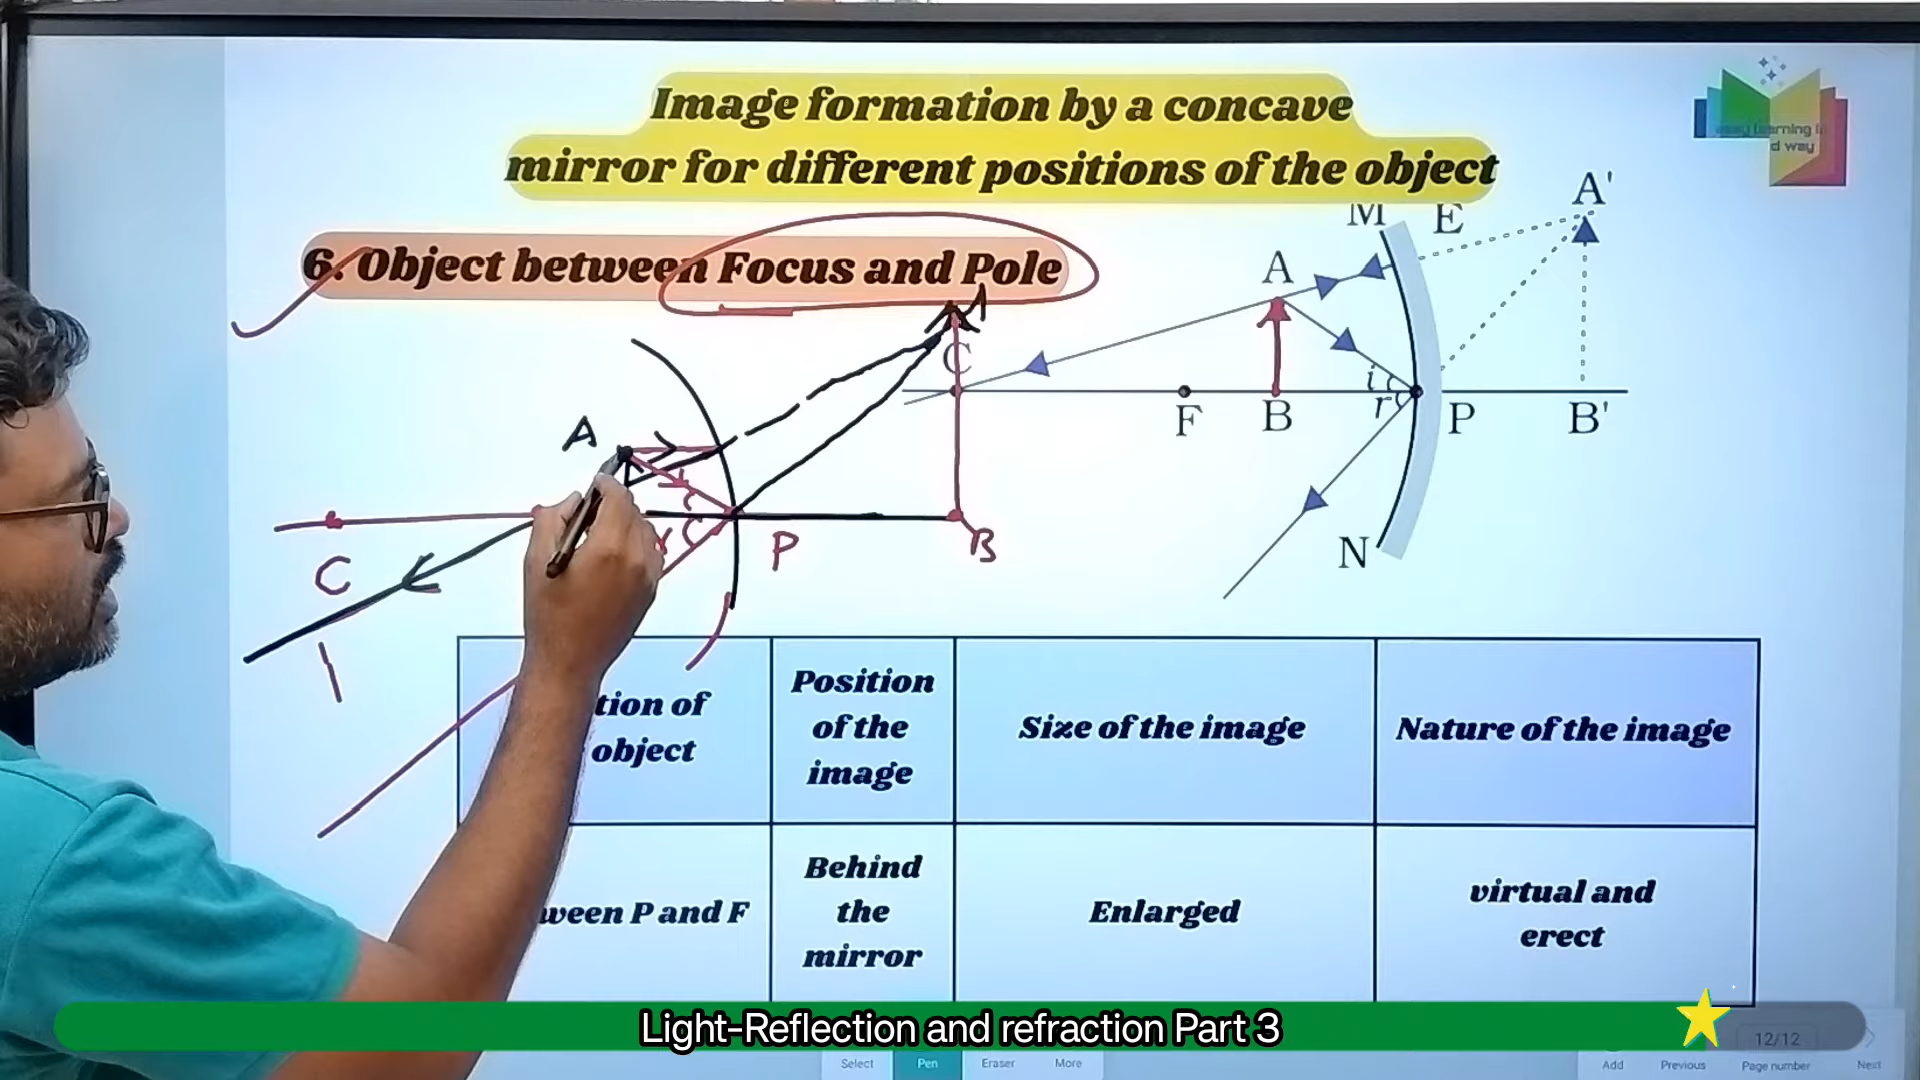 Image formation by a concave
mirror for different positions of the object
6. Object between Focus and Pole
M E A'
A
C
i
r
F B P B'
N
A
C P B
tion of
object
Position
of the
image
Size of the image
Nature of the image
ween P and F
Behind
the
mirror
Enlarged
virtual and
erect
Light-Reflection and refraction Part 3
12/12
Select Pen Eraser More
Add Previous Page number Next